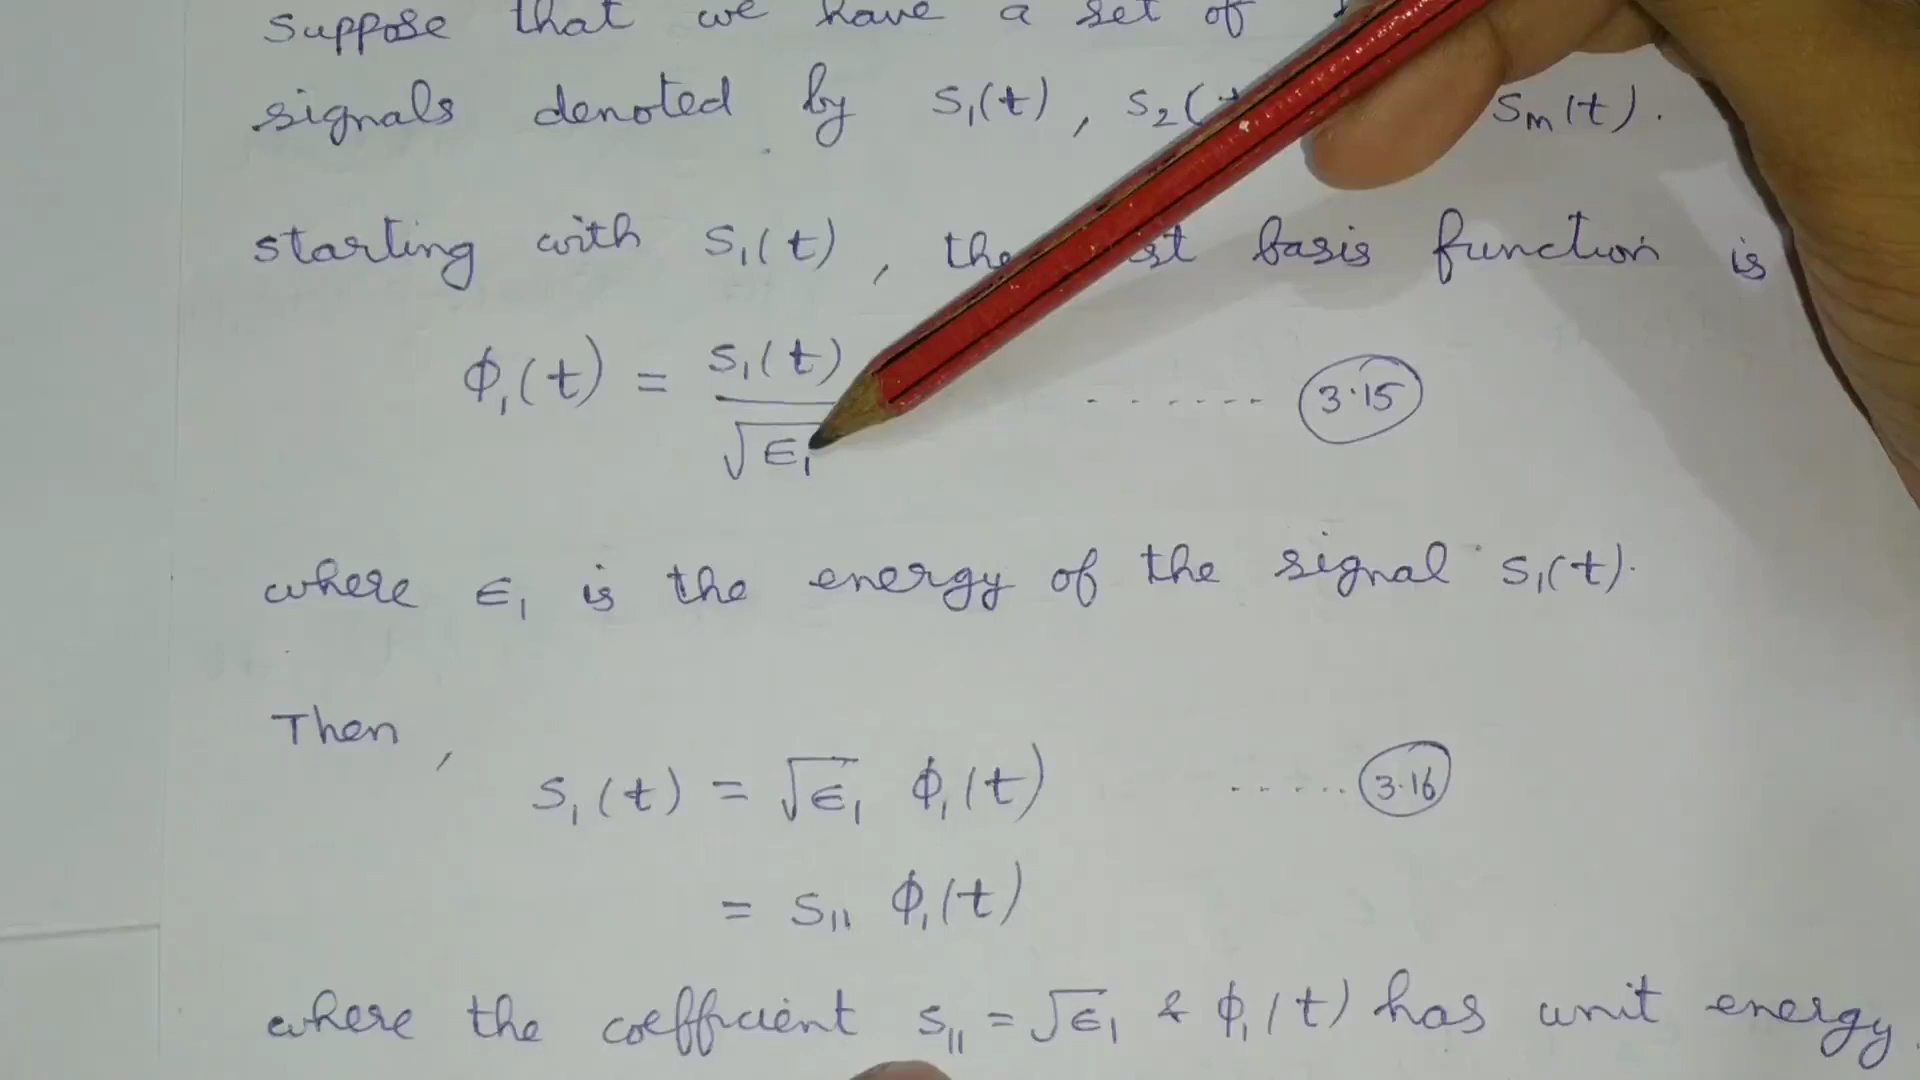 Suppose that we have a set of
signals denoted by s₁(t), s₂( Sm(t).
starting with s₁(t), the basis function is
ϕ₁(t) = s₁(t) / √ϵ₁ ....... 3.15
where ϵ₁ is the energy of the signal s₁(t).
Then,
s₁(t) = √ϵ₁ ϕ₁(t) ...... 3.16
= s₁₁ ϕ₁(t)
where the coefficient s₁₁ = √ϵ₁ & ϕ₁(t) has unit energy.